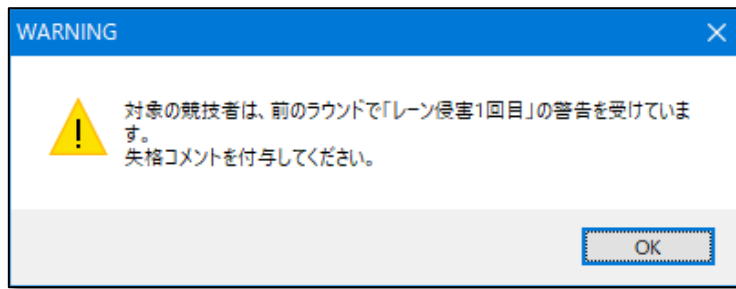 WARNING
対象の競技者は、前のラウンドで「レーン侵害1回目」の警告を受けていま
す。
失格コメントを付与してください。
OK